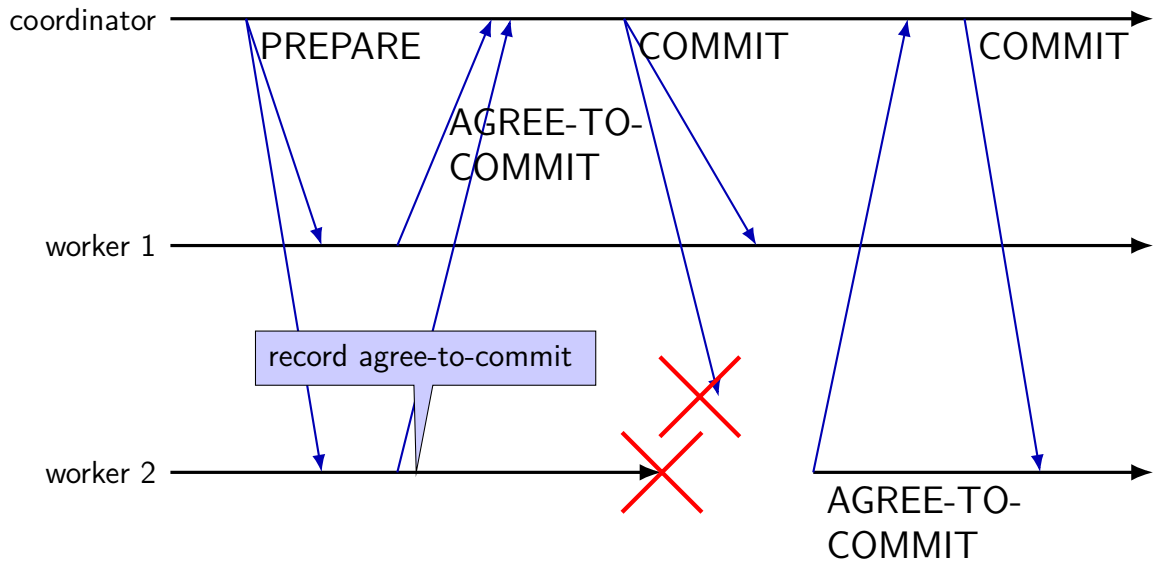 coordinator
PREPARE
COMMIT
COMMIT
AGREE-TO-
COMMIT
worker 1
record agree-to-commit
worker 2
AGREE-TO-
COMMIT